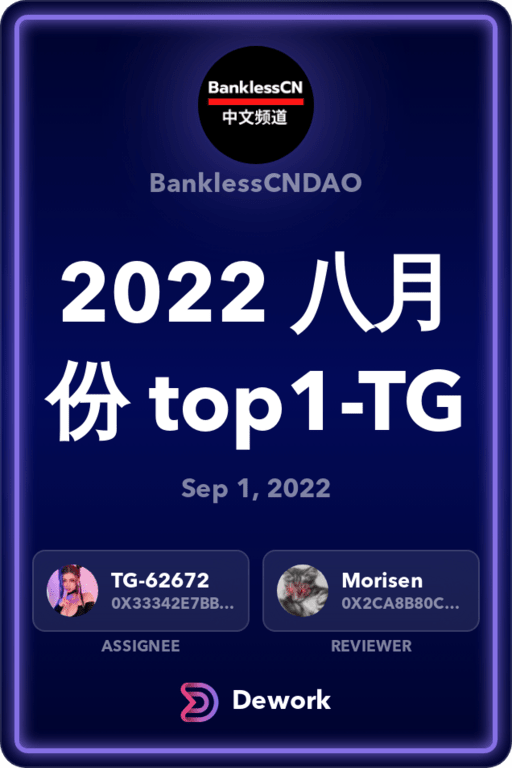 BanklessCN
中文频道
BanklessCNDAO
2022 八月
份 top1-TG
Sep 1, 2022
TG-62672
0X33342E7BB...
ASSIGNEE
Morisen
0X2CA8B80C...
REVIEWER
Dework